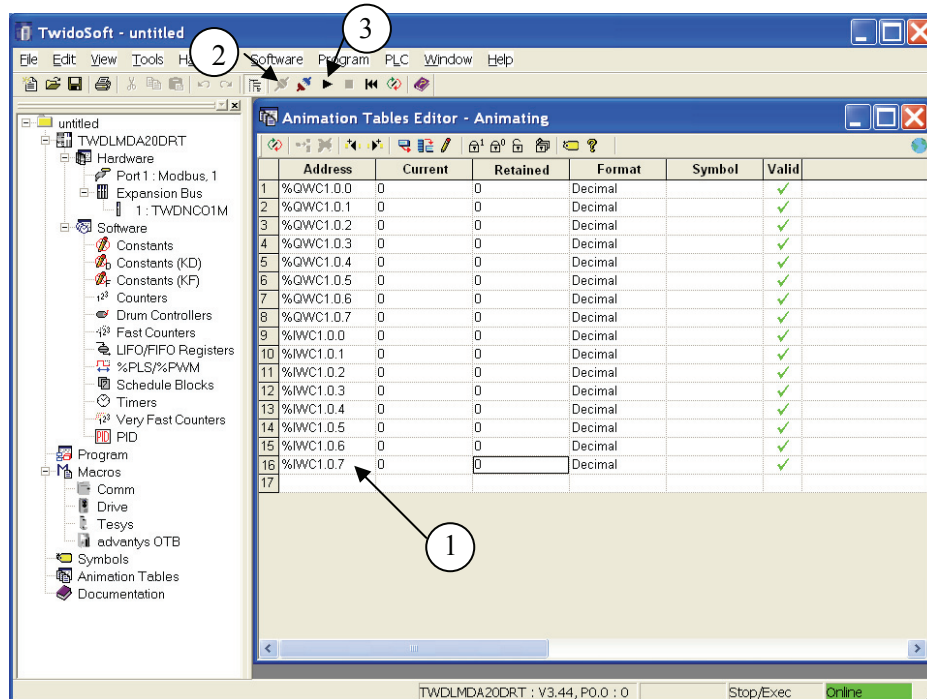 TwidoSoft - untitled
2
3
File Edit View Tools Software Program PLC Window Help
untitled
TWDLMDA20DRT
Hardware
Port1 : Modbus, 1
Expansion Bus
1 : TWDNCO1M
Software
Constants
Constants (KD)
Constants (KF)
Counters
Drum Controllers
Fast Counters
LIFO/FIFO Registers
%PLS/%PWM
Schedule Blocks
Timers
Very Fast Counters
PID
Program
Macros
Comm
Drive
Tesys
advantys OTB
Symbols
Animation Tables
Documentation
Animation Tables Editor - Animating
Address Current Retained Format Symbol Valid
1 %QWC1.0.0 0 0 Decimal
2 %QWC1.0.1 0 0 Decimal
3 %QWC1.0.2 0 0 Decimal
4 %QWC1.0.3 0 0 Decimal
5 %QWC1.0.4 0 0 Decimal
6 %QWC1.0.5 0 0 Decimal
7 %QWC1.0.6 0 0 Decimal
8 %QWC1.0.7 0 0 Decimal
9 %IWC1.0.0 0 0 Decimal
10 %IWC1.0.1 0 0 Decimal
11 %IWC1.0.2 0 0 Decimal
12 %IWC1.0.3 0 0 Decimal
13 %IWC1.0.4 0 0 Decimal
14 %IWC1.0.5 0 0 Decimal
15 %IWC1.0.6 0 0 Decimal
16 %IWC1.0.7 0 0 Decimal
17
1
TWDLMDA20DRT : V3.44, P0.0 : 0 Stop/Exec Online